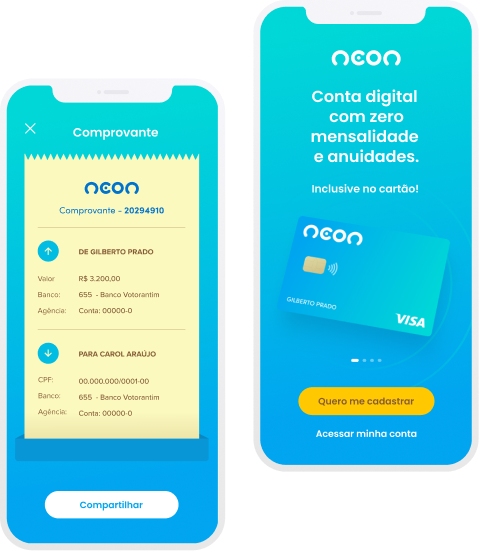 Comprovante
neon
Comprovante - 20294910
DE GILBERTO PRADO
Valor R$ 3.200,00
Banco: 655 - Banco Votorantim
Agência: Conta: 00000-0
PARA CAROL ARAÚJO
CPF: 00.000.000/0001-00
Banco: 655 - Banco Votorantim
Agência: Conta: 00000-0
Compartilhar
neon
Conta digital
com zero
mensalidade
e anuidades.
Inclusive no cartão!
neon
GILBERTO PRADO
VISA
Quero me cadastrar
Acessar minha conta